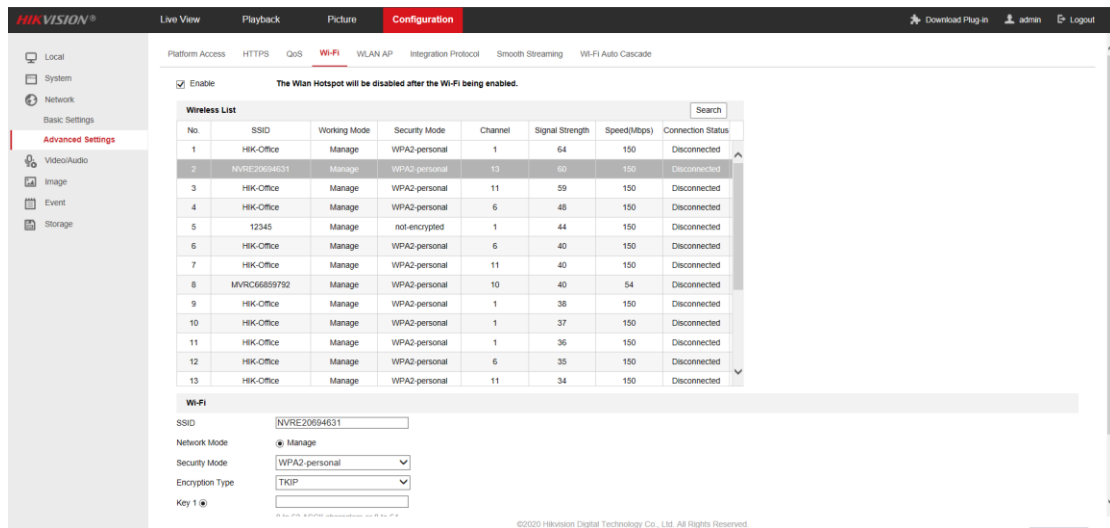 HIKVISION® Live View Playback Picture Configuration Download Plug-in admin Logout
Local
System
Network
Basic Settings
Advanced Settings
Video/Audio
Image
Event
Storage
Platform Access HTTPS QoS Wi-Fi WLAN AP Integration Protocol Smooth Streaming Wi-Fi Auto Cascade
Enable The Wlan Hotspot will be disabled after the Wi-Fi being enabled.
Wireless List Search
No. SSID Working Mode Security Mode Channel Signal Strength Speed(Mbps) Connection Status
1 HIK-Office Manage WPA2-personal 1 64 150 Disconnected
2 NVRE20694631 Manage WPA2-personal 13 60 150 Disconnected
3 HIK-Office Manage WPA2-personal 11 59 150 Disconnected
4 HIK-Office Manage WPA2-personal 6 48 150 Disconnected
5 12345 Manage not-encrypted 1 44 150 Disconnected
6 HIK-Office Manage WPA2-personal 6 40 150 Disconnected
7 HIK-Office Manage WPA2-personal 11 40 150 Disconnected
8 MVRC66859792 Manage WPA2-personal 10 40 54 Disconnected
9 HIK-Office Manage WPA2-personal 1 38 150 Disconnected
10 HIK-Office Manage WPA2-personal 1 37 150 Disconnected
11 HIK-Office Manage WPA2-personal 1 36 150 Disconnected
12 HIK-Office Manage WPA2-personal 6 35 150 Disconnected
13 HIK-Office Manage WPA2-personal 11 34 150 Disconnected
Wi-Fi
SSID NVRE20694631
Network Mode Manage
Security Mode WPA2-personal
Encryption Type TKIP
Key 1
©2020 Hikvision Digital Technology Co., Ltd. All Rights Reserved.